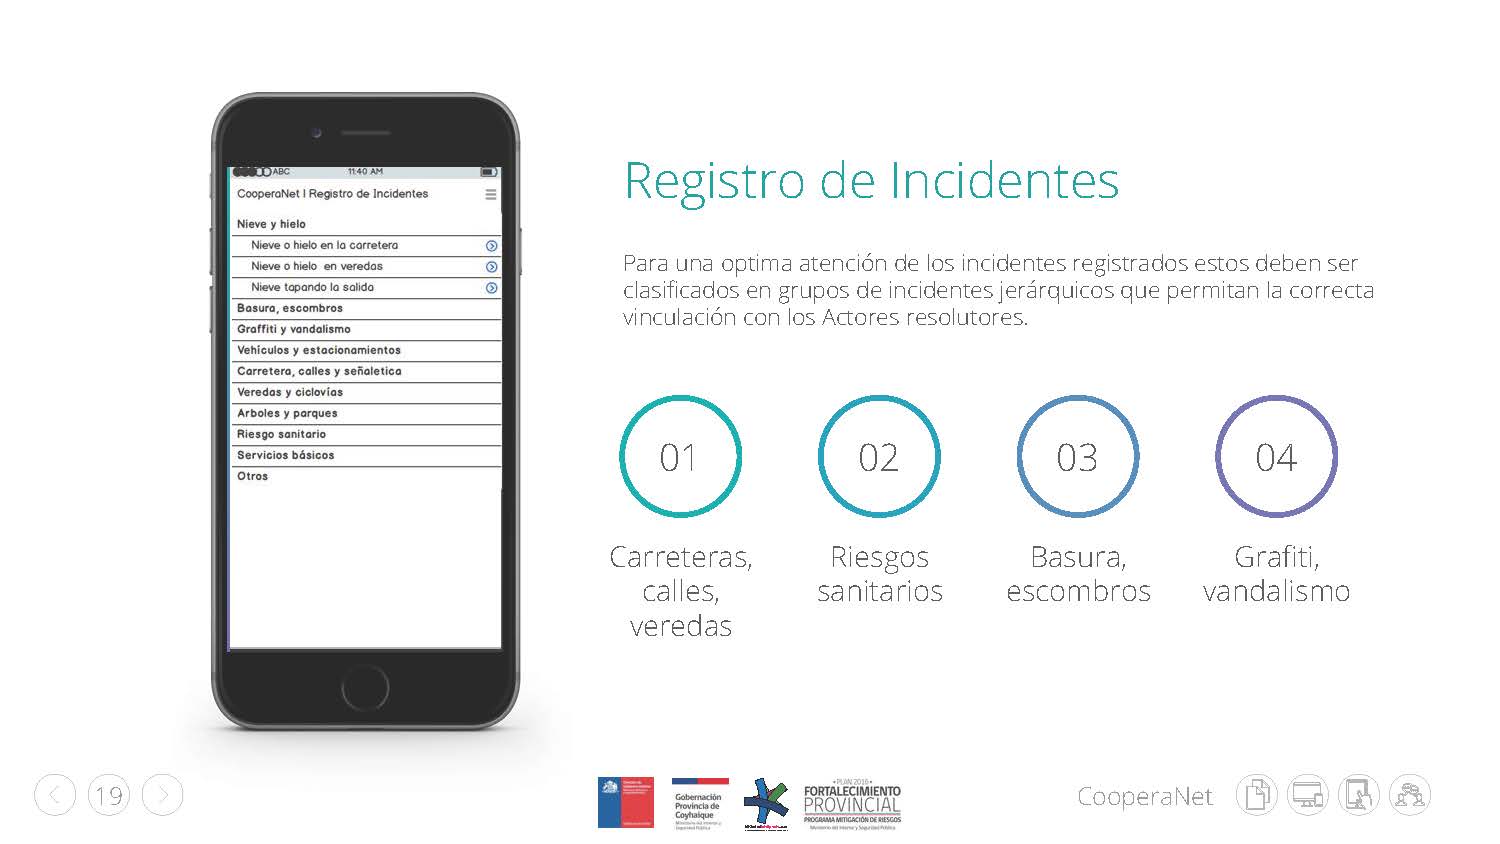 ABC 11:40 AM
CooperaNet | Registro de Incidentes
Nieve y hielo
Nieve o hielo en la carretera
Nieve o hielo en veredas
Nieve tapando la salida
Basura, escombros
Graffiti y vandalismo
Vehículos y estacionamientos
Carretera, calles y señaletica
Veredas y ciclovías
Arboles y parques
Riesgo sanitario
Servicios básicos
Otros
Registro de Incidentes
Para una optima atención de los incidentes registrados estos deben ser
clasificados en grupos de incidentes jerárquicos que permitan la correcta
vinculación con los Actores resolutores.
01
Carreteras,
calles,
veredas
02
Riesgos
sanitarios
03
Basura,
escombros
04
Grafiti,
vandalismo
19
Gobernación
Provincia de
Coyhaique
Ministerio del Interior y
Seguridad Pública
•PLAN 2016•
FORTALECIMIENTO
PROVINCIAL
PROGRAMA MITIGACIÓN DE RIESGOS
Ministerio del Interior y Seguridad Pública
CooperaNet